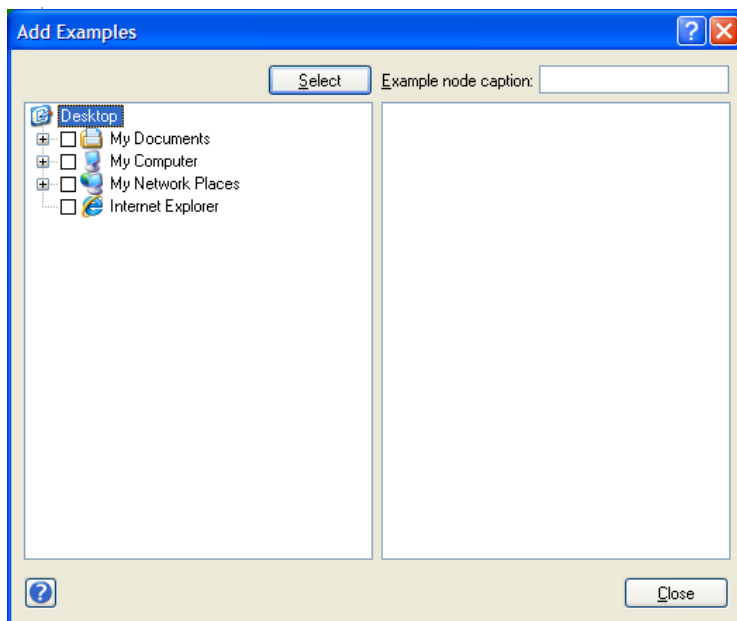 Add Examples
Select Example node caption:
Desktop
My Documents
My Computer
My Network Places
Internet Explorer
Close